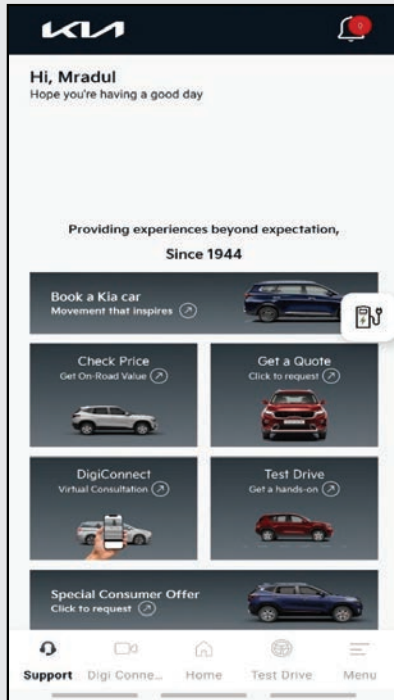 KIA
0
Hi, Mradul
Hope you're having a good day
Providing experiences beyond expectation,
Since 1944
Book a Kia car
Movement that inspires
Check Price
Get On-Road Value
Get a Quote
Click to request
DigiConnect
Virtual Consultation
Test Drive
Get a hands-on
Special Consumer Offer
Click to request
Support
Digi Conne...
Home
Test Drive
Menu